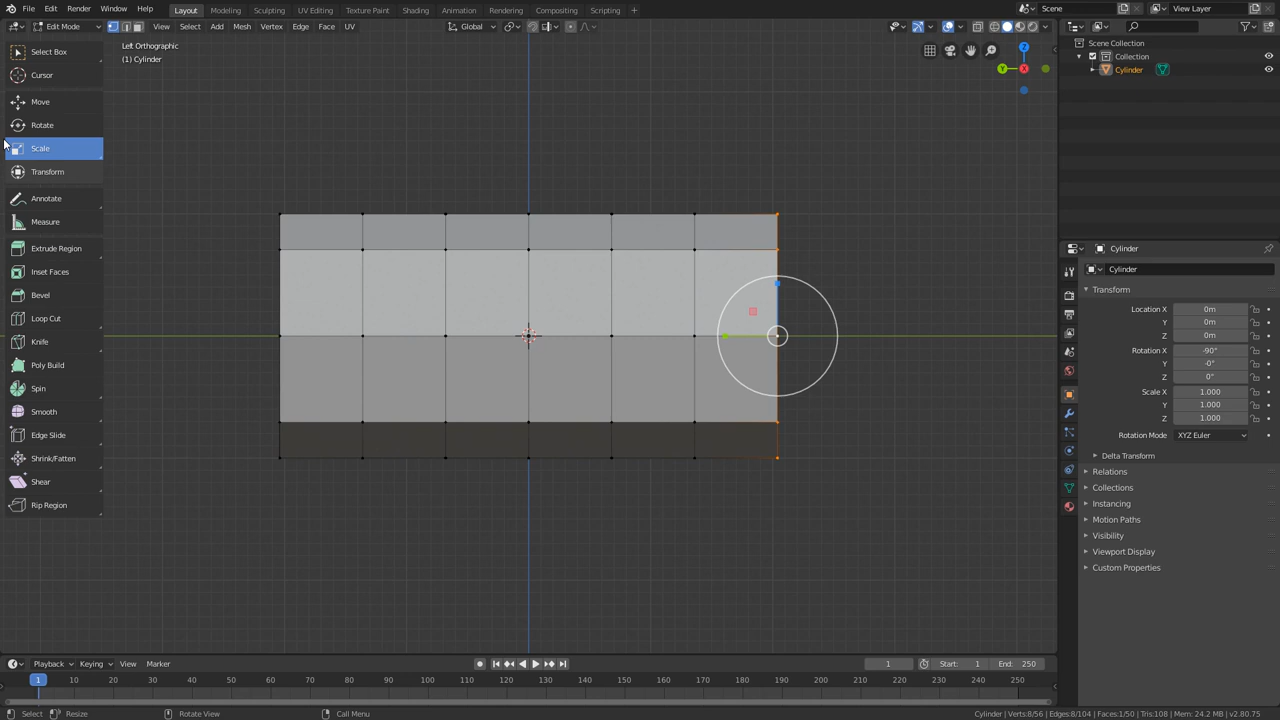 File Edit Render Window Help
Layout Modeling Sculpting UV Editing Texture Paint Shading Animation Rendering Compositing Scripting +
Scene
View Layer
Edit Mode View Select Add Mesh Vertex Edge Face UV
Global
Left Orthographic
(1) Cylinder
Select Box
Cursor
Move
Rotate
Scale
Transform
Annotate
Measure
Extrude Region
Inset Faces
Bevel
Loop Cut
Knife
Poly Build
Spin
Smooth
Edge Slide
Shrink/Fatten
Shear
Rip Region
Z
Y
X
Scene Collection
Collection
Cylinder
Cylinder
Cylinder
Transform
Location X 0m
Y 0m
Z 0m
Rotation X -90°
Y -0°
Z 0°
Scale X 1.000
Y 1.000
Z 1.000
Rotation Mode XYZ Euler
Delta Transform
Relations
Collections
Instancing
Motion Paths
Visibility
Viewport Display
Custom Properties
Playback Keying View Marker
1 Start: 1 End: 250
1 10 20 30 40 50 60 70 80 90 100 110 120 130 140 150 160 170 180 190 200 210 220 230 240 250
Select Resize Rotate View Call Menu
Cylinder | Verts:8/56 | Edges:8/104 | Faces:1/50 | Tris:108 | Mem: 24.2 MB | v2.80.75